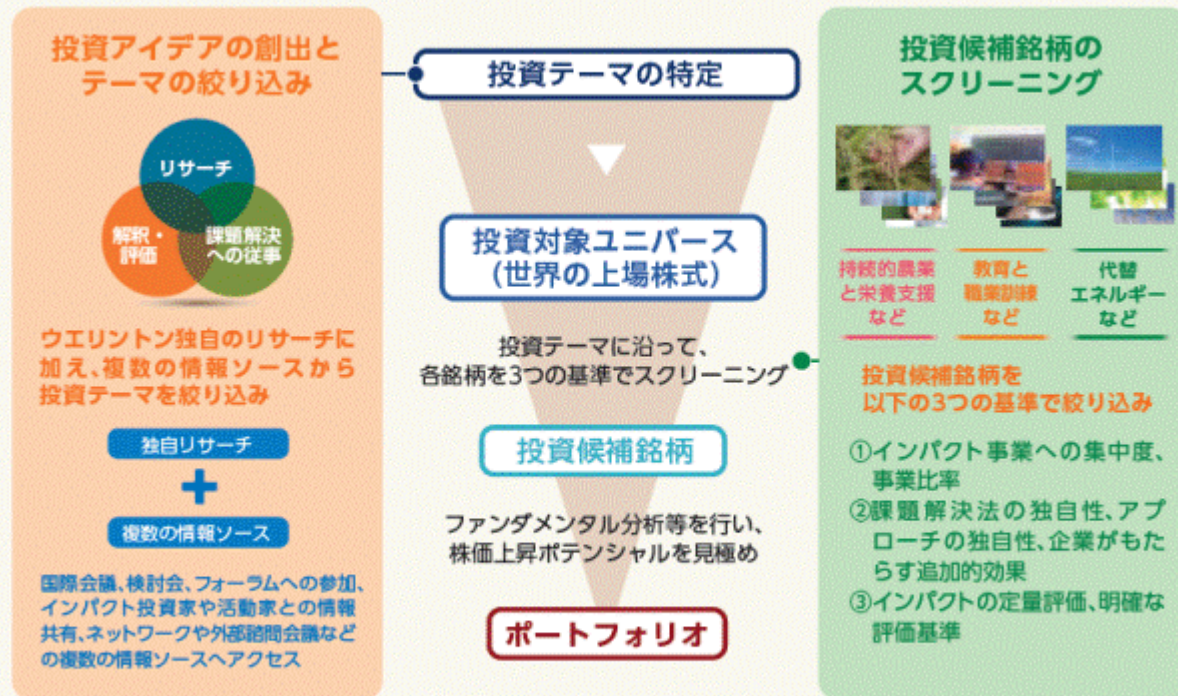 投資アイデアの創出と
テーマの絞り込み
リサーチ
解釈・
評価
課題解決
への従事
ウエリントン独自のリサーチに
加え、複数の情報ソースから
投資テーマを絞り込み
独自リサーチ
+
複数の情報ソース
国際会議、検討会、フォーラムへの参加、
インパクト投資家や活動家との情報
共有、ネットワークや外部諮問会議など
の複数の情報ソースへアクセス
投資テーマの特定
投資対象ユニバース
(世界の上場株式)
投資テーマに沿って、
各銘柄を3つの基準でスクリーニング
投資候補銘柄
ファンダメンタル分析等を行い、
株価上昇ポテンシャルを見極め
ポートフォリオ
投資候補銘柄の
スクリーニング
持続的農業
と栄養支援
など
教育と
職業訓練
など
代替
エネルギー
など
投資候補銘柄を
以下の3つの基準で絞り込み
①インパクト事業への集中度、
事業比率
②課題解決法の独自性、アプ
ローチの独自性、企業がもた
らす追加的効果
③インパクトの定量評価、明確な
評価基準